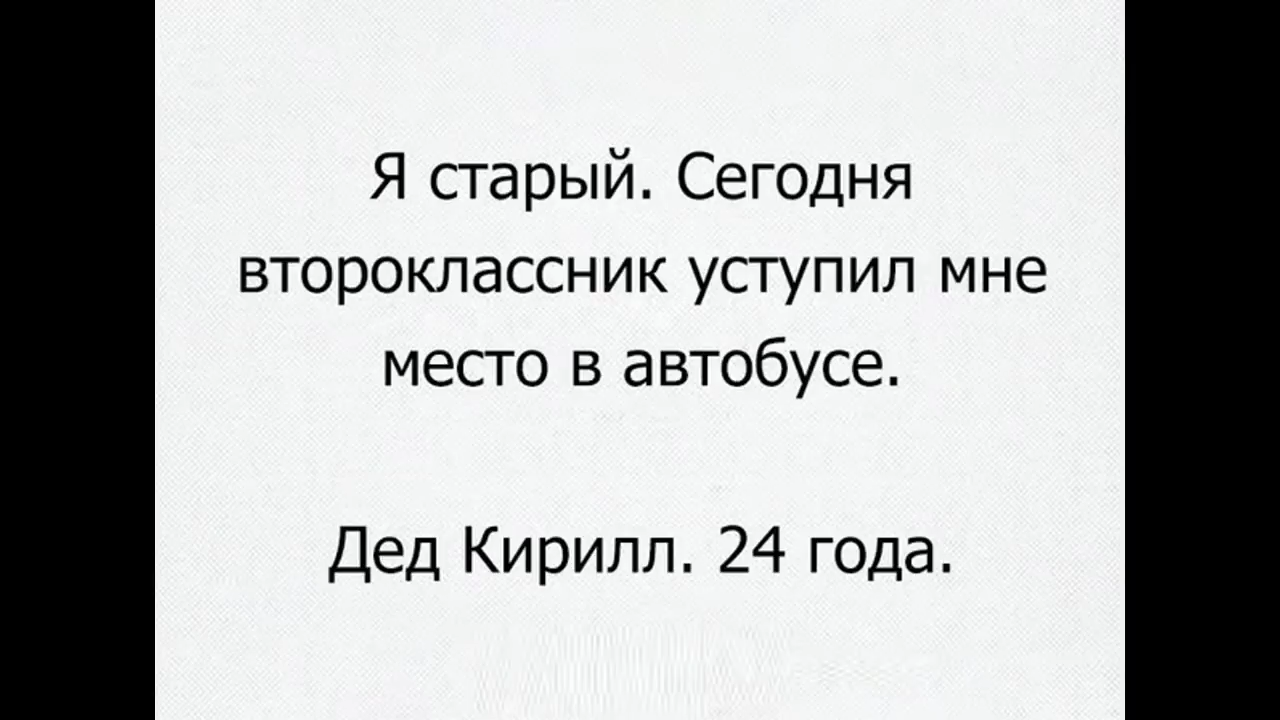 Я старый. Сегодня
второклассник уступил мне
место в автобусе.
Дед Кирилл. 24 года.